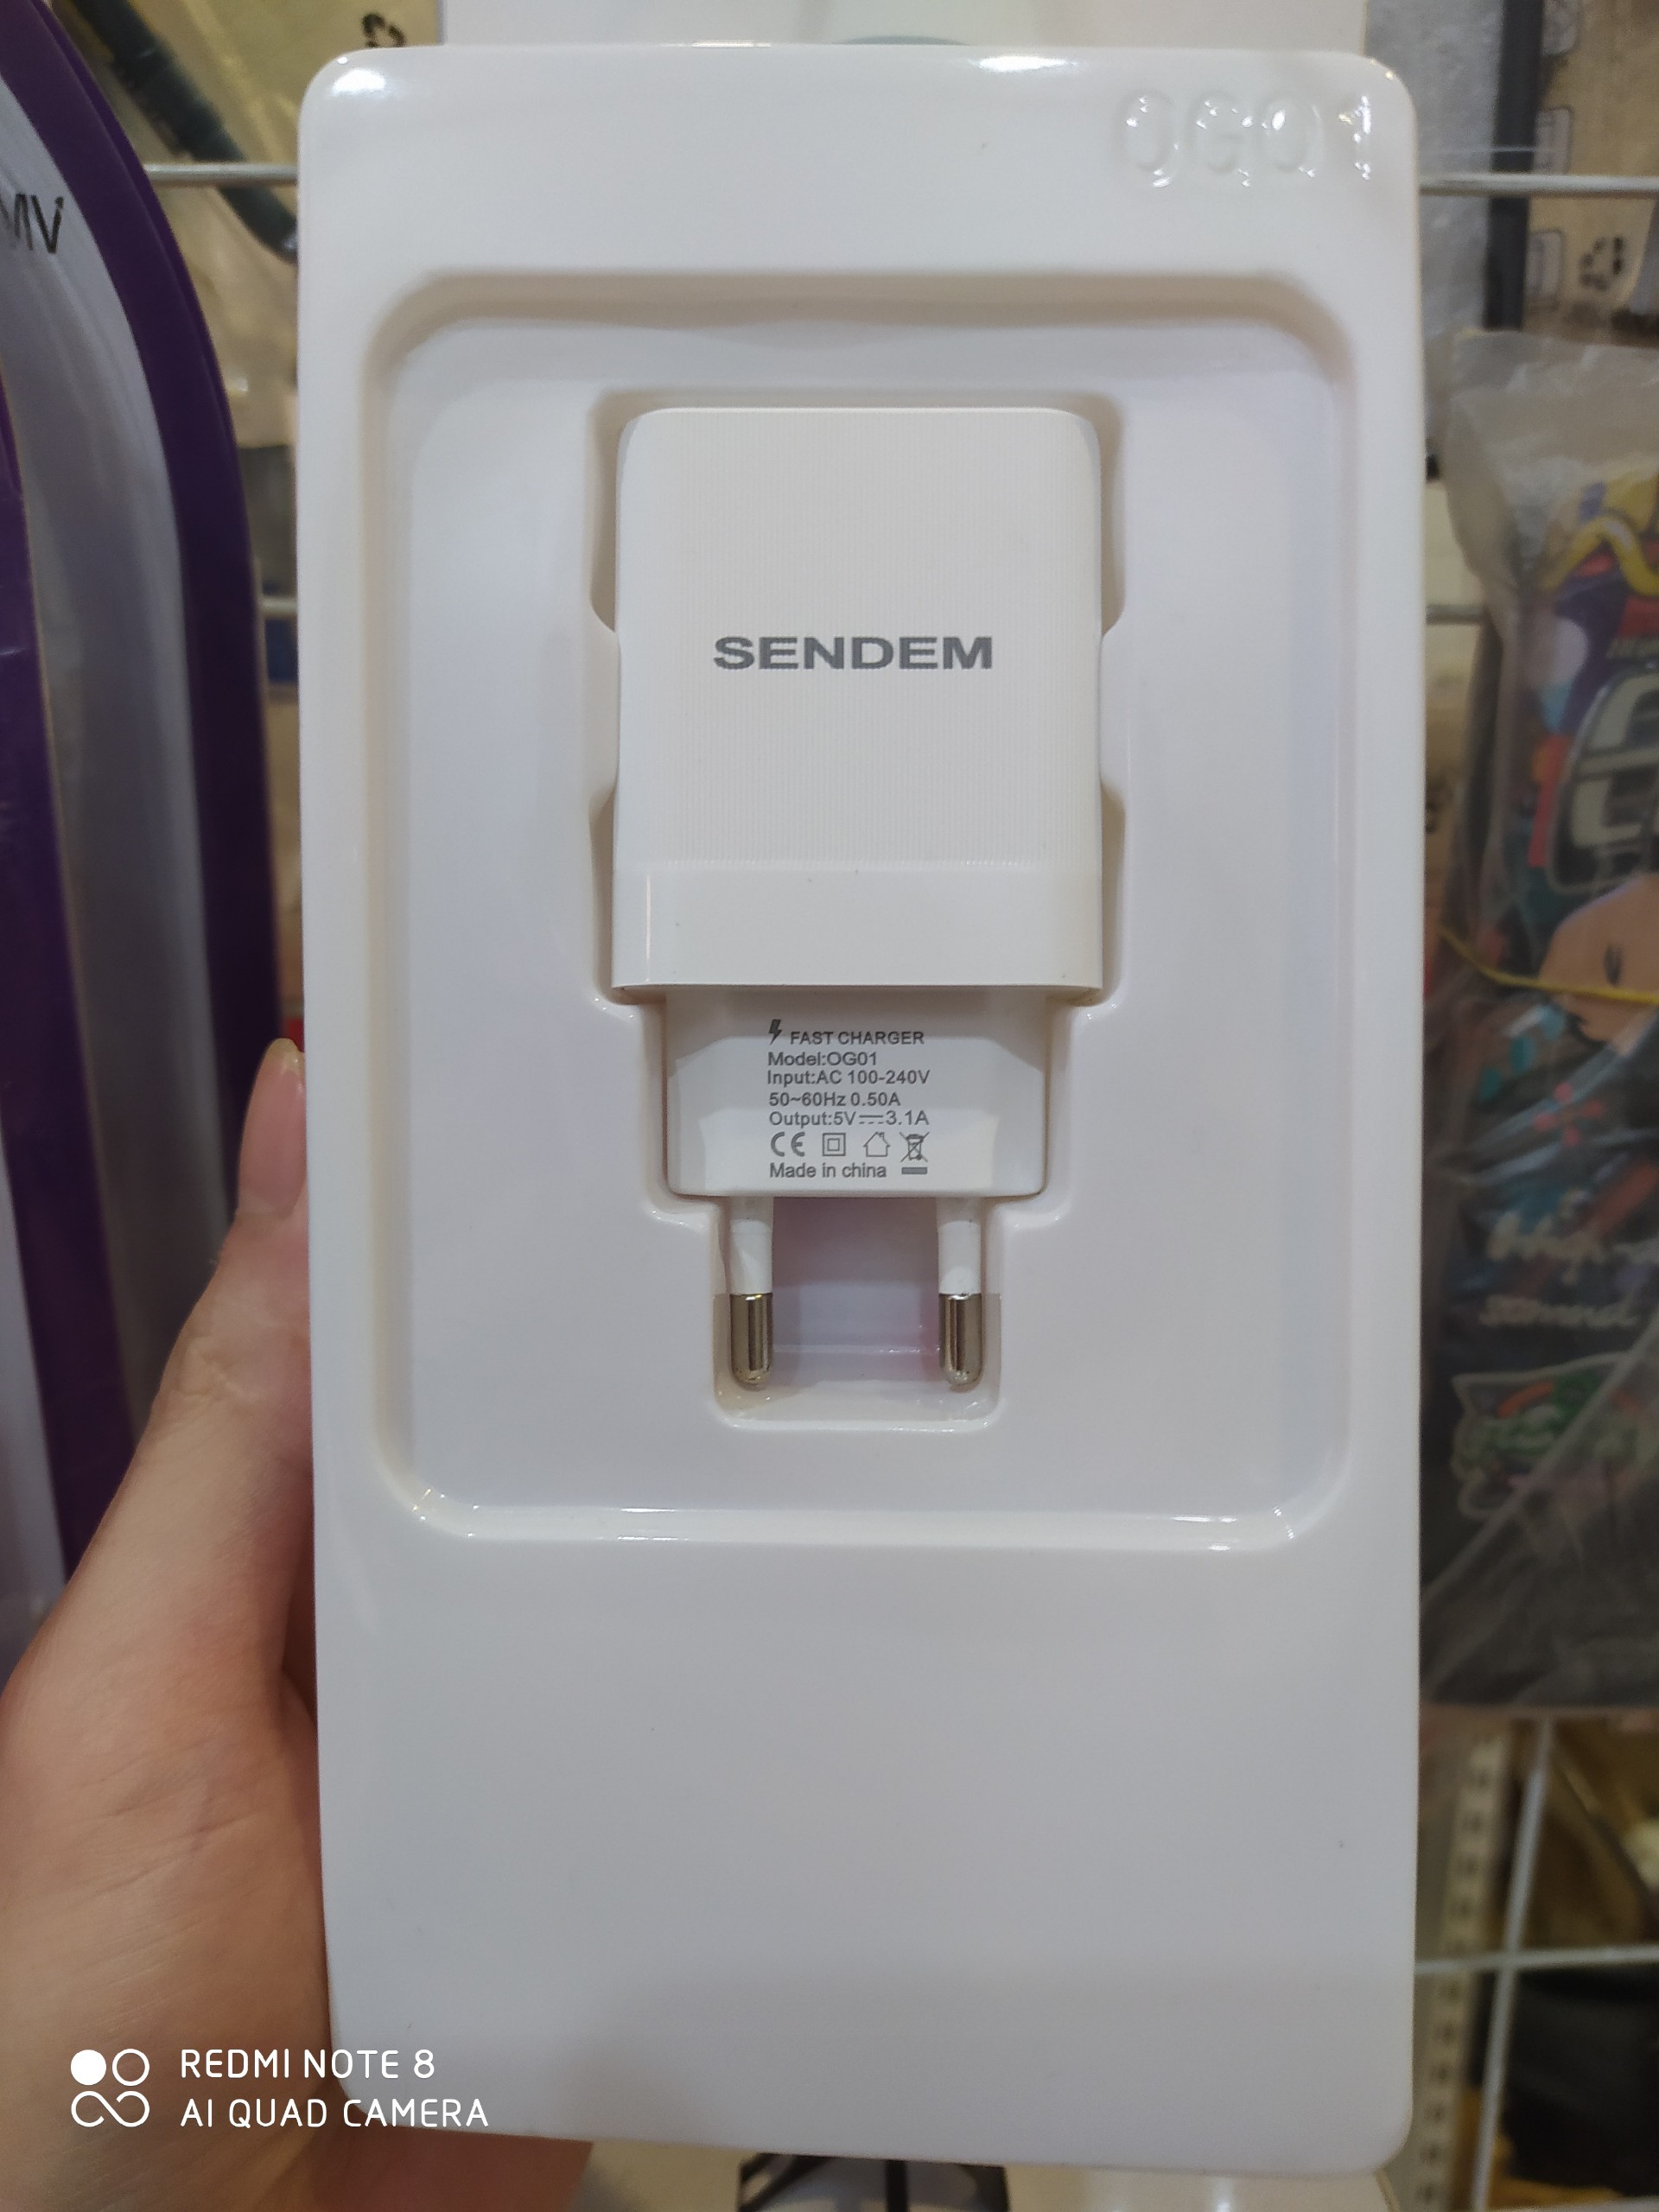 OG01
MV
SENDEM
FAST CHARGER
Model:OG01
Input:AC 100-240V
50~60Hz 0.50A
Output:5V⎓3.1A
CE
Made in china
REDMI NOTE 8
AI QUAD CAMERA